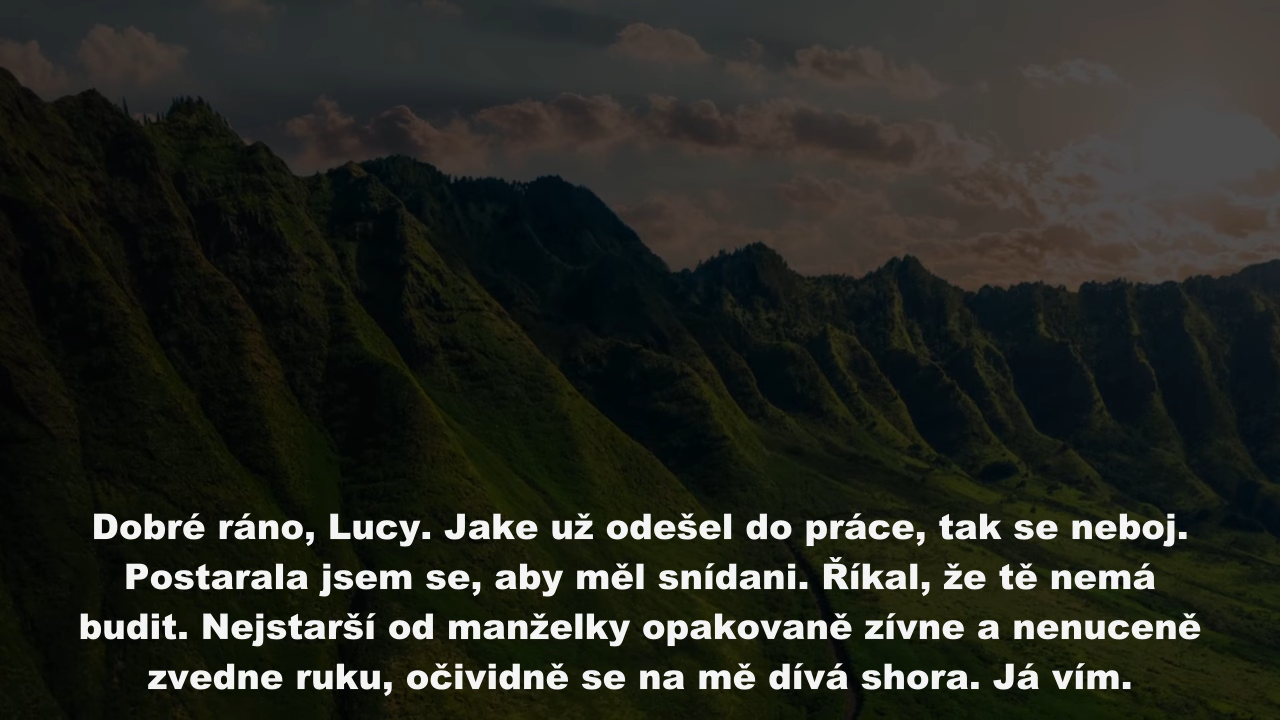 Dobré ráno, Lucy. Jake už odešel do práce, tak se neboj.
Postarala jsem se, aby měl snídani. Říkal, že tě nemá
budit. Nejstarší od manželky opakovaně zívne a nenuceně
zvedne ruku, očividně se na mě dívá shora. Já vím.